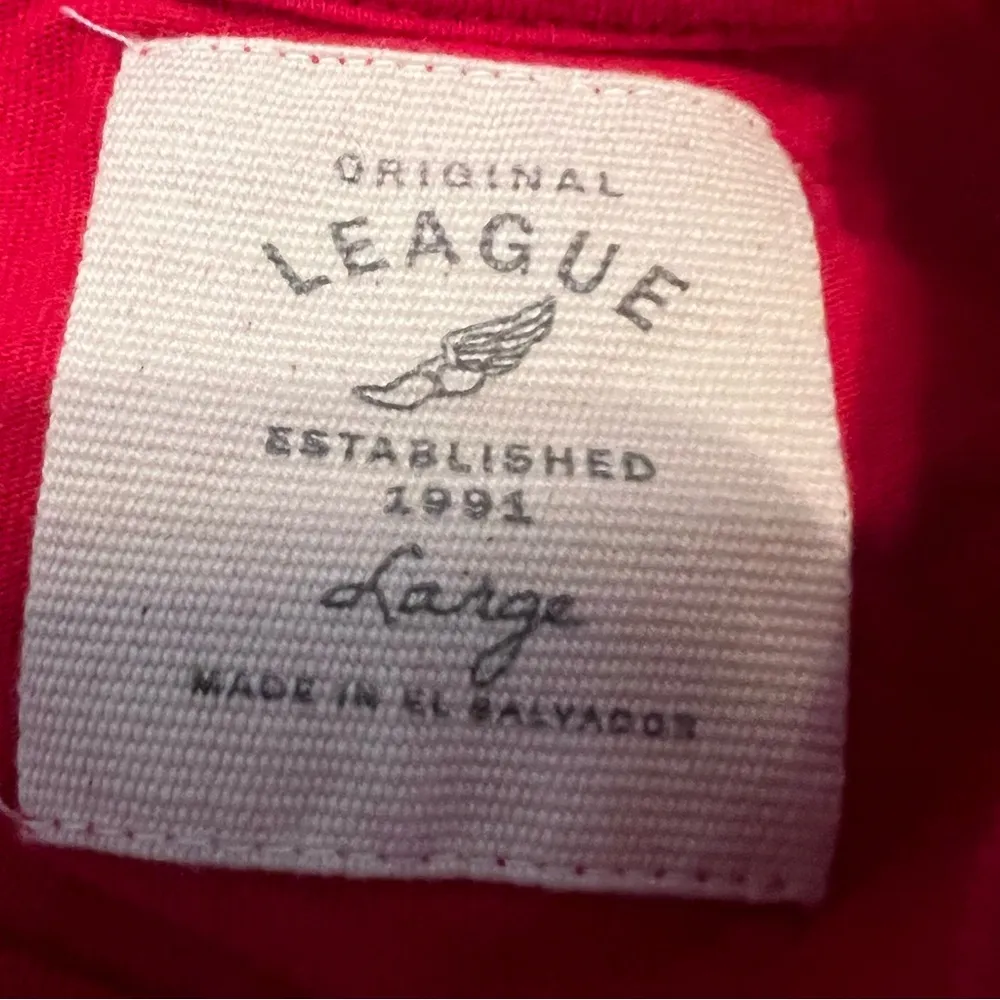 ORIGINAL
LEAGUE
ESTABLISHED
1991
Large
MADE IN EL SALVADOR